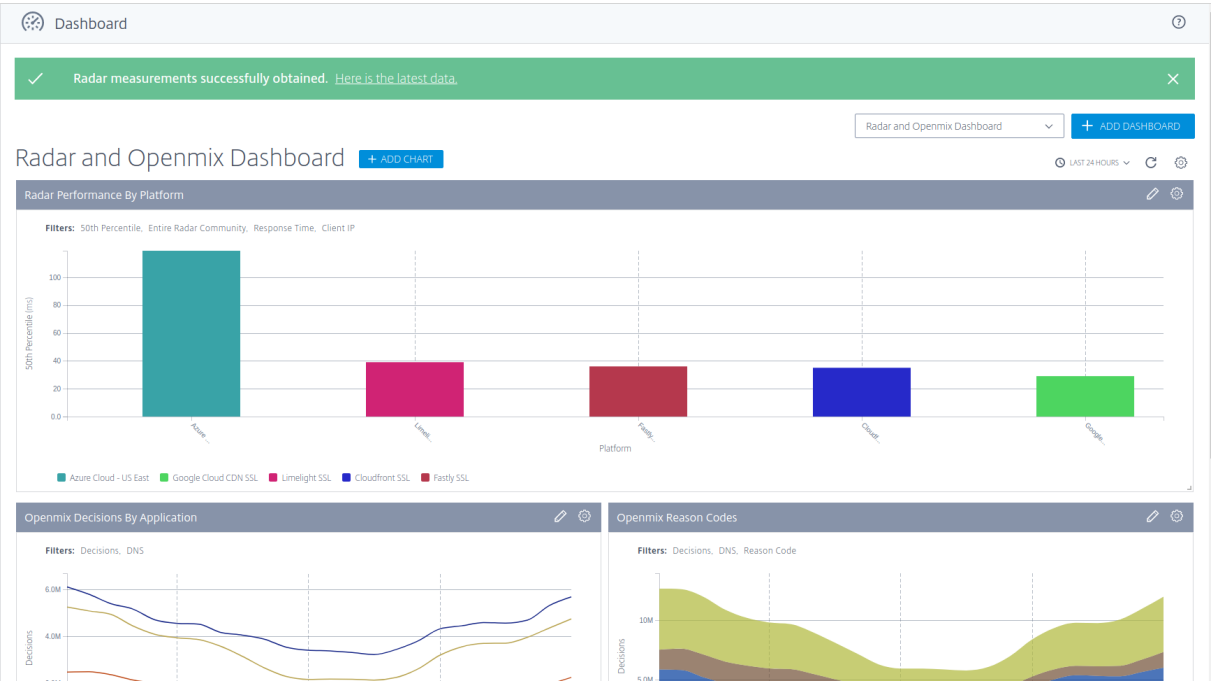 Dashboard
Radar measurements successfully obtained. Here is the latest data.
Radar and Openmix Dashboard
+ ADD DASHBOARD
Radar and Openmix Dashboard
+ ADD CHART
LAST 24 HOURS
Radar Performance By Platform
Filters: 50th Percentile, Entire Radar Community, Response Time, Client IP
100
80
60
40
20
0.0
50th Percentile (ms)
Azure ...
Limeli...
Fastly...
Cloudf...
Google...
Platform
Azure Cloud - US East
Google Cloud CDN SSL
Limelight SSL
Cloudfront SSL
Fastly SSL
Openmix Decisions By Application
Filters: Decisions, DNS
6.0M
4.0M
Decisions
Openmix Reason Codes
Filters: Decisions, DNS, Reason Code
10M
5.0M
Decisions